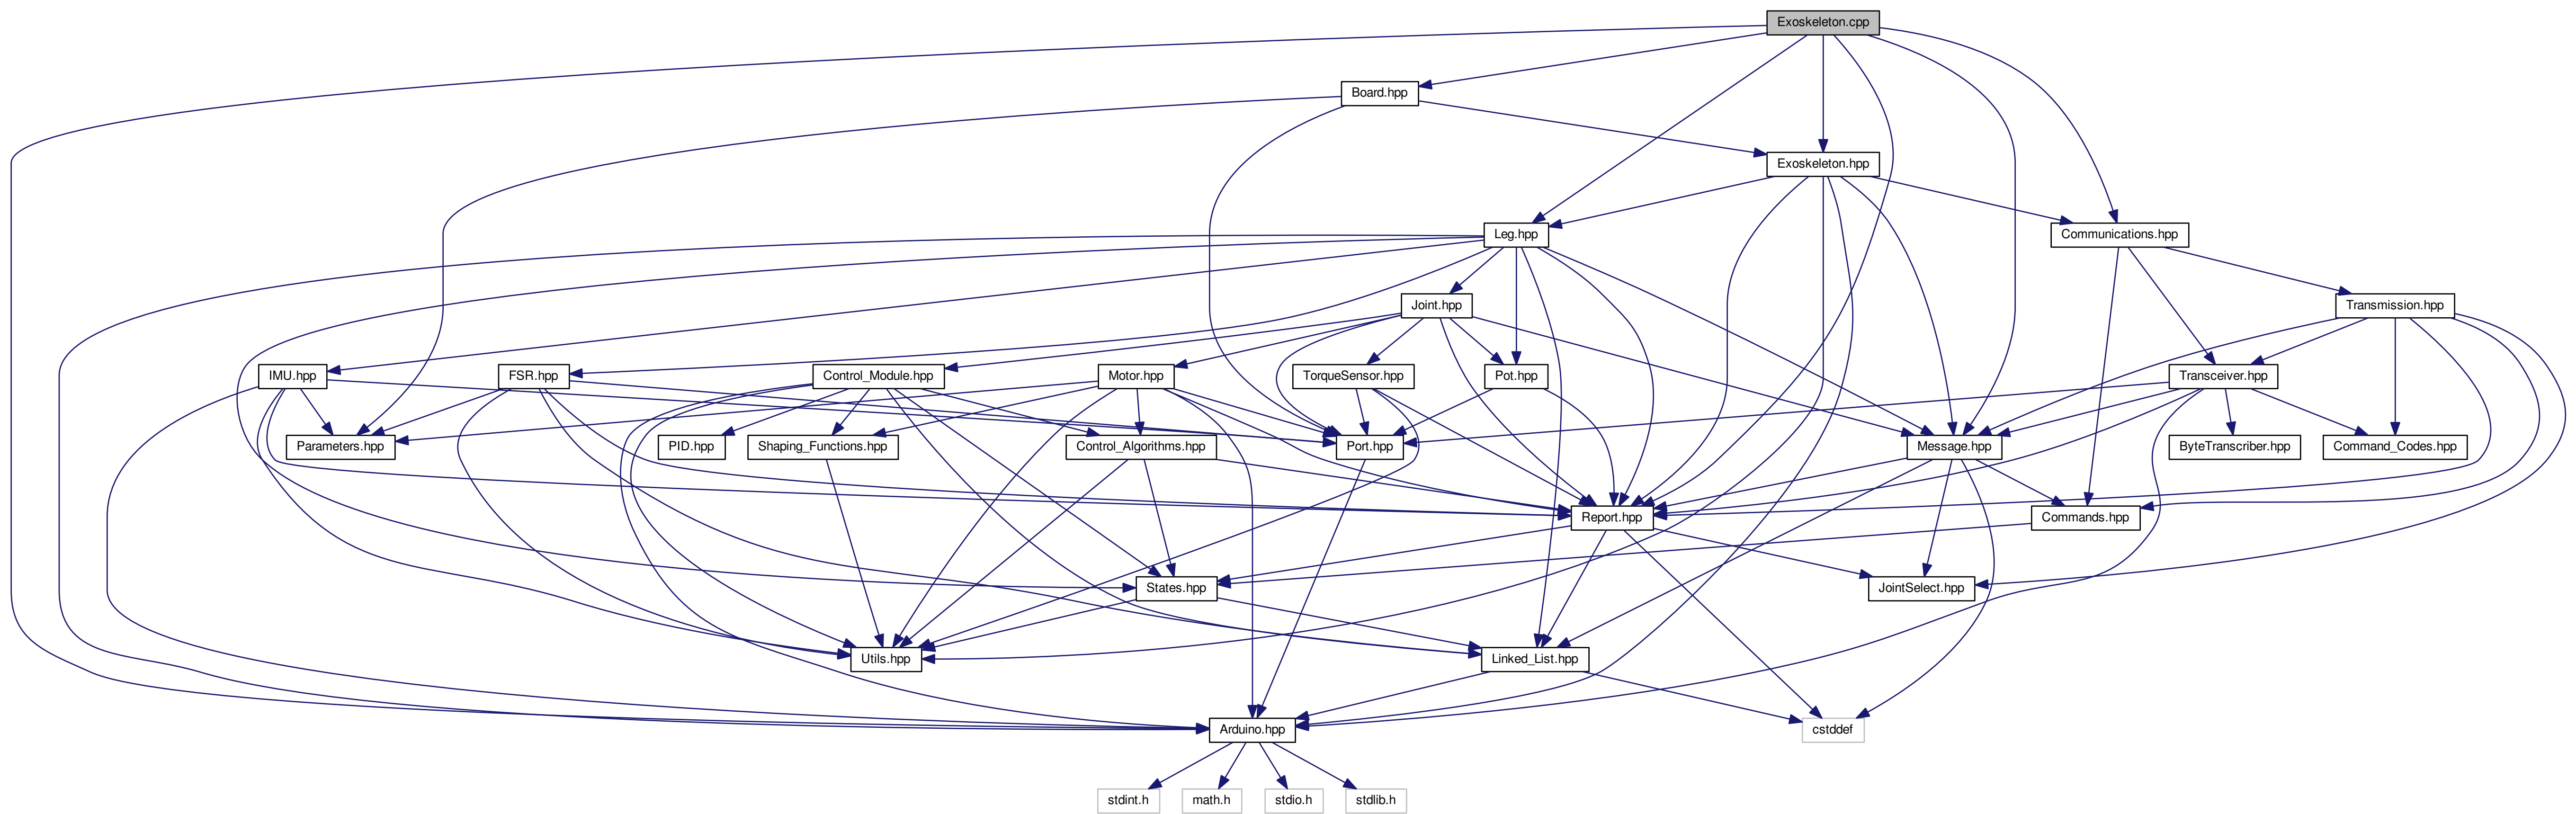 Exoskeleton.cpp
Board.hpp
Exoskeleton.hpp
Leg.hpp
Communications.hpp
Joint.hpp
Transmission.hpp
IMU.hpp
FSR.hpp
Control_Module.hpp
Motor.hpp
TorqueSensor.hpp
Pot.hpp
Transceiver.hpp
Parameters.hpp
PID.hpp
Shaping_Functions.hpp
Control_Algorithms.hpp
Port.hpp
Message.hpp
ByteTranscriber.hpp
Command_Codes.hpp
Report.hpp
Commands.hpp
States.hpp
JointSelect.hpp
Utils.hpp
Linked_List.hpp
Arduino.hpp
cstddef
stdint.h
math.h
stdio.h
stdlib.h